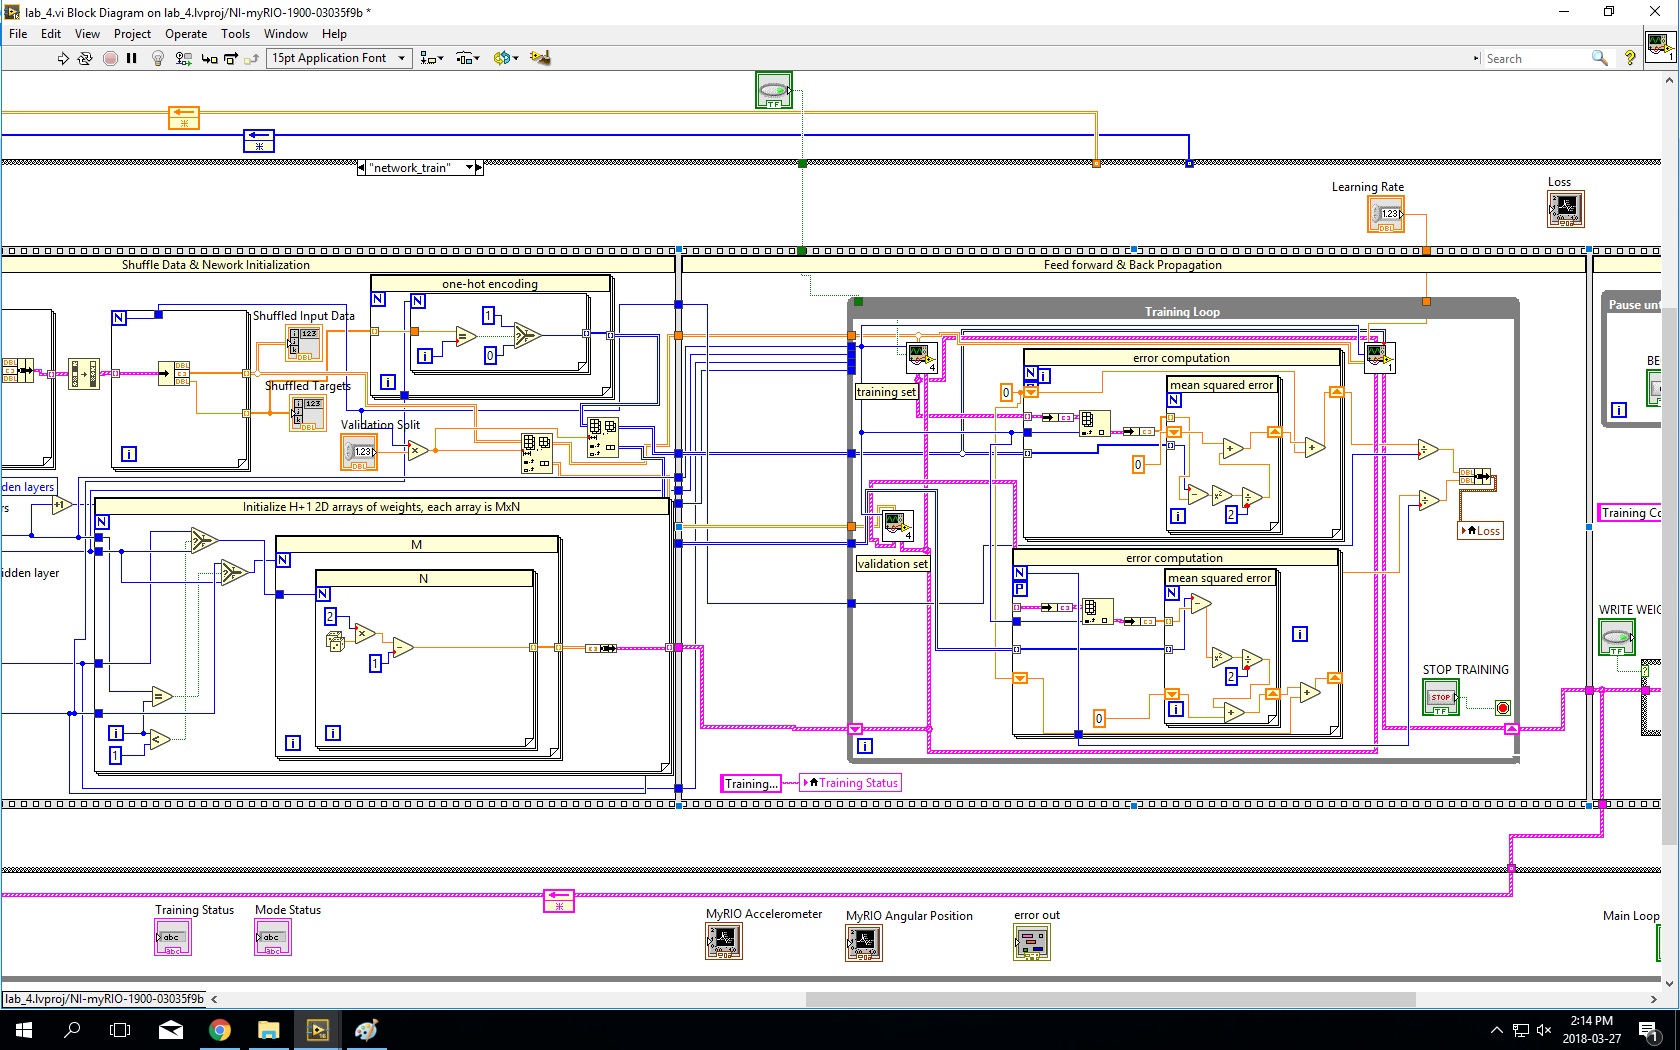 lab_4.vi Block Diagram on lab_4.lvproj/NI-myRIO-1900-03035f9b *
File Edit View Project Operate Tools Window Help
15pt Application Font
Search
"network_train"
Learning Rate
Loss
Shuffle Data & Nework Initialization
Feed forward & Back Propagation
one-hot encoding
Training Loop
Pause unt
Shuffled Input Data
Shuffled Targets
Validation Split
training set
error computation
mean squared error
BE
den layers
rs
Initialize H+1 2D arrays of weights, each array is MxN
M
N
idden layer
validation set
error computation
mean squared error
Loss
Training Co
WRITE WEIG
STOP TRAINING
STOP
Training...
Training Status
Training Status
Mode Status
MyRIO Accelerometer
MyRIO Angular Position
error out
Main Loop
lab_4.lvproj/NI-myRIO-1900-03035f9b
2:14 PM
2018-03-27